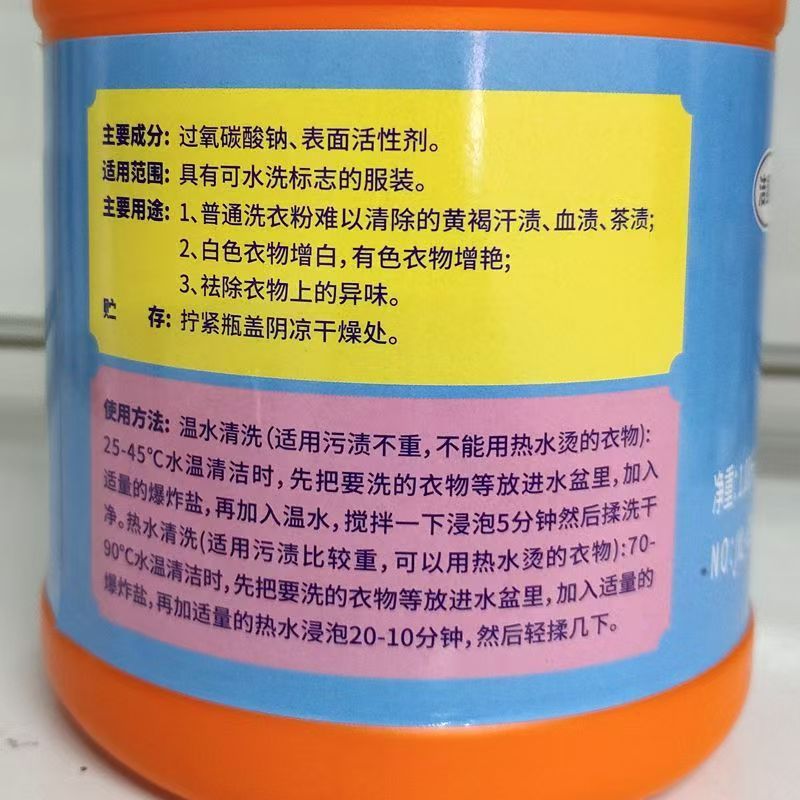 主要成分: 过氧碳酸钠、表面活性剂。
适用范围: 具有可水洗标志的服装。
主要用途: 1、普通洗衣粉难以清除的黄褐汗渍、血渍、茶渍;
2、白色衣物增白,有色衣物增艳;
3、祛除衣物上的异味。
贮 存: 拧紧瓶盖阴凉干燥处。
使用方法: 温水清洗(适用污渍不重,不能用热水烫的衣物):
25-45℃水温清洁时,先把要洗的衣物等放进水盆里,加入
适量的爆炸盐,再加入温水,搅拌一下浸泡5分钟然后揉洗干
净。热水清洗(适用污渍比较重,可以用热水烫的衣物):70-
90℃水温清洁时,先把要洗的衣物等放进水盆里,加入适量的
爆炸盐,再加适量的热水浸泡20-10分钟,然后轻揉几下。
净重:
NO: